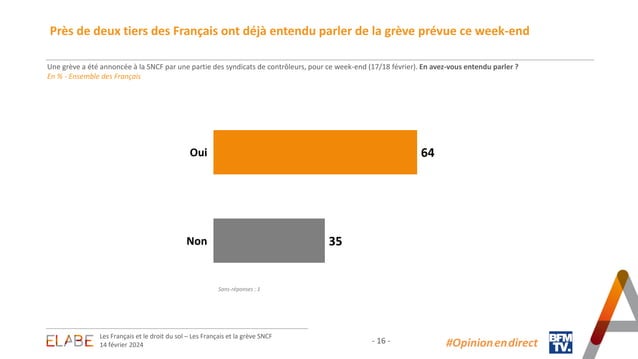 Près de deux tiers des Français ont déjà entendu parler de la grève prévue ce week-end
Une grève a été annoncée à la SNCF par une partie des syndicats de contrôleurs, pour ce week-end (17/18 février). En avez-vous entendu parler ?
En % - Ensemble des Français
Oui 64
Non 35
Sans réponses : 1
ELABE
Les Français et le droit du sol – Les Français et la grève SNCF
14 février 2024
- 16 -
#Opinionendirect
BFM
TV.